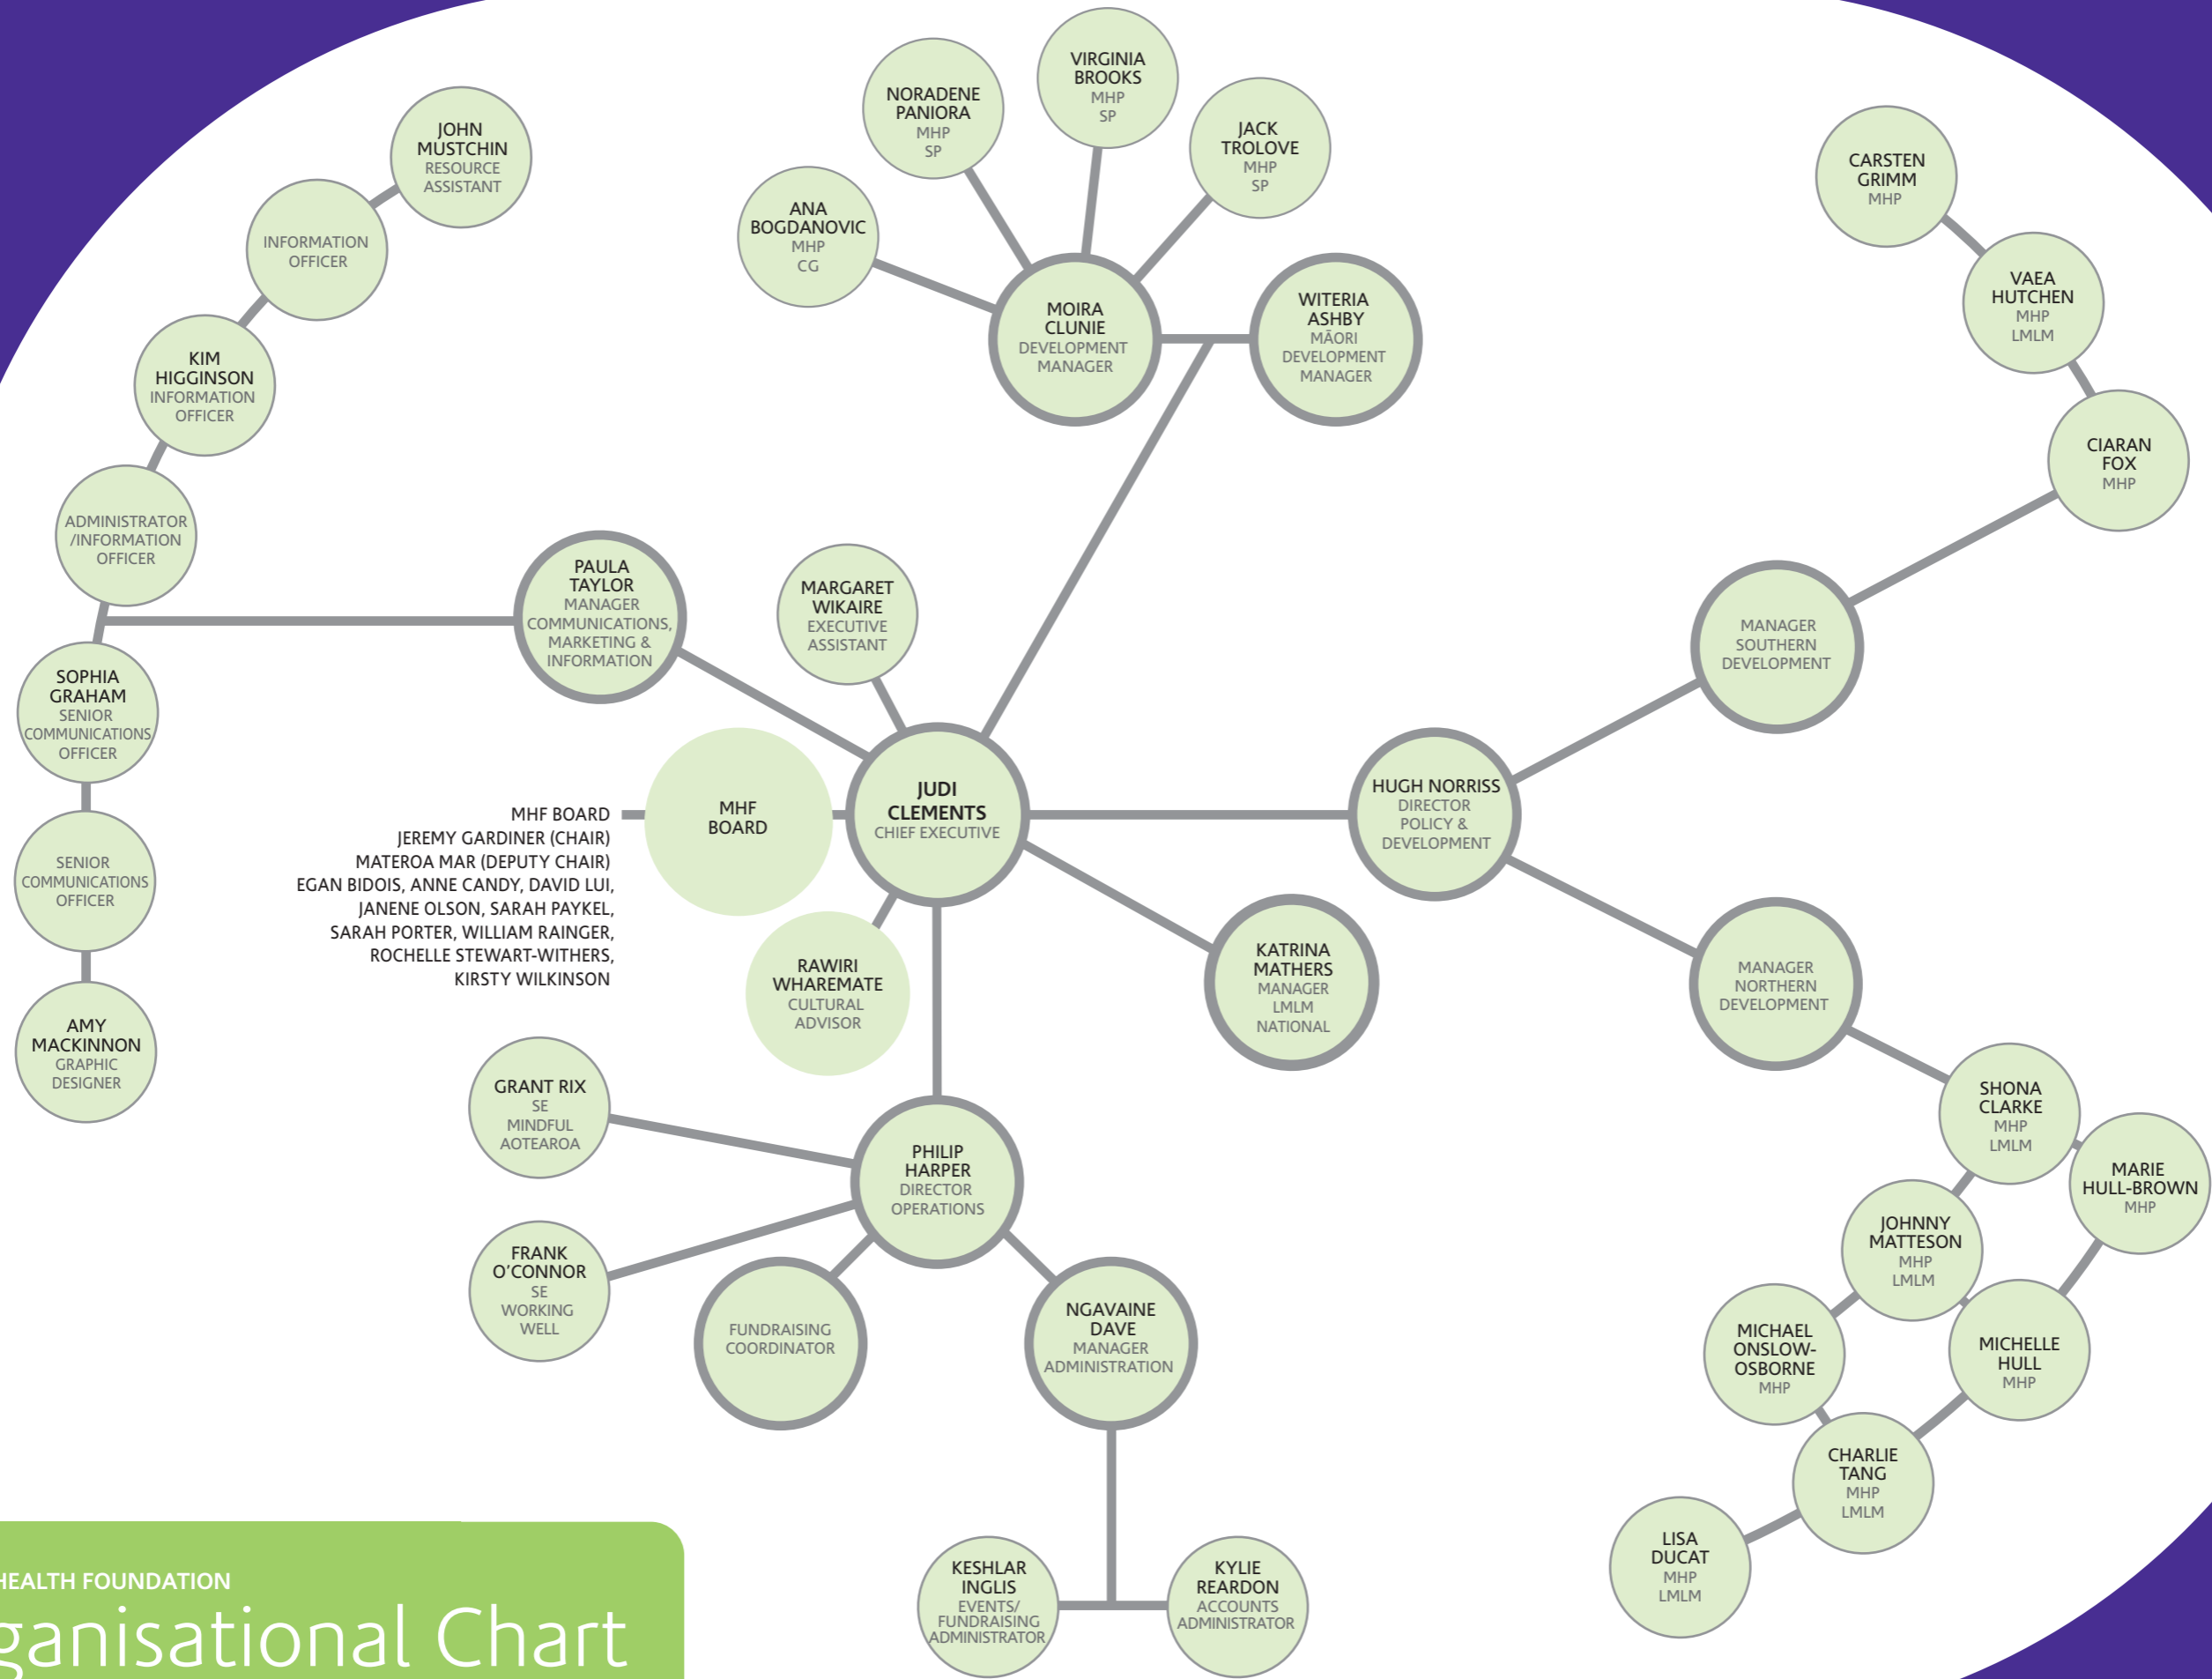 JOHN
MUSTCHIN
RESOURCE
ASSISTANT
INFORMATION
OFFICER
KIM
HIGGINSON
INFORMATION
OFFICER
ADMINISTRATOR
/INFORMATION
OFFICER
SOPHIA
GRAHAM
SENIOR
COMMUNICATIONS
OFFICER
SENIOR
COMMUNICATIONS
OFFICER
AMY
MACKINNON
GRAPHIC
DESIGNER
PAULA
TAYLOR
MANAGER
COMMUNICATIONS,
MARKETING &
INFORMATION
ANA
BOGDANOVIC
MHP
CG
NORADENE
PANIORA
MHP
SP
VIRGINIA
BROOKS
MHP
SP
JACK
TROLOVE
MHP
SP
MOIRA
CLUNIE
DEVELOPMENT
MANAGER
WITERIA
ASHBY
MĀORI
DEVELOPMENT
MANAGER
MARGARET
WIKAIRE
EXECUTIVE
ASSISTANT
JUDI
CLEMENTS
CHIEF EXECUTIVE
MHF
BOARD
MHF BOARD
JEREMY GARDINER (CHAIR)
MATEROA MAR (DEPUTY CHAIR)
EGAN BIDOIS, ANNE CANDY, DAVID LUI,
JANENE OLSON, SARAH PAYKEL,
SARAH PORTER, WILLIAM RAINGER,
ROCHELLE STEWART-WITHERS,
KIRSTY WILKINSON
RAWIRI
WHAREMATE
CULTURAL
ADVISOR
KATRINA
MATHERS
MANAGER
LMLM
NATIONAL
HUGH NORRISS
DIRECTOR
POLICY &
DEVELOPMENT
MANAGER
SOUTHERN
DEVELOPMENT
CARSTEN
GRIMM
MHP
VAEA
HUTCHEN
MHP
LMLM
CIARAN
FOX
MHP
MANAGER
NORTHERN
DEVELOPMENT
SHONA
CLARKE
MHP
LMLM
MARIE
HULL-BROWN
MHP
JOHNNY
MATTESON
MHP
LMLM
MICHAEL
ONSLOW-
OSBORNE
MHP
MICHELLE
HULL
MHP
CHARLIE
TANG
MHP
LMLM
LISA
DUCAT
MHP
LMLM
GRANT RIX
SE
MINDFUL
AOTEAROA
FRANK
O'CONNOR
SE
WORKING
WELL
PHILIP
HARPER
DIRECTOR
OPERATIONS
FUNDRAISING
COORDINATOR
NGAVAINE
DAVE
MANAGER
ADMINISTRATION
KESHLAR
INGLIS
EVENTS/
FUNDRAISING
ADMINISTRATOR
KYLIE
REARDON
ACCOUNTS
ADMINISTRATOR
HEALTH FOUNDATION
ganisational Chart